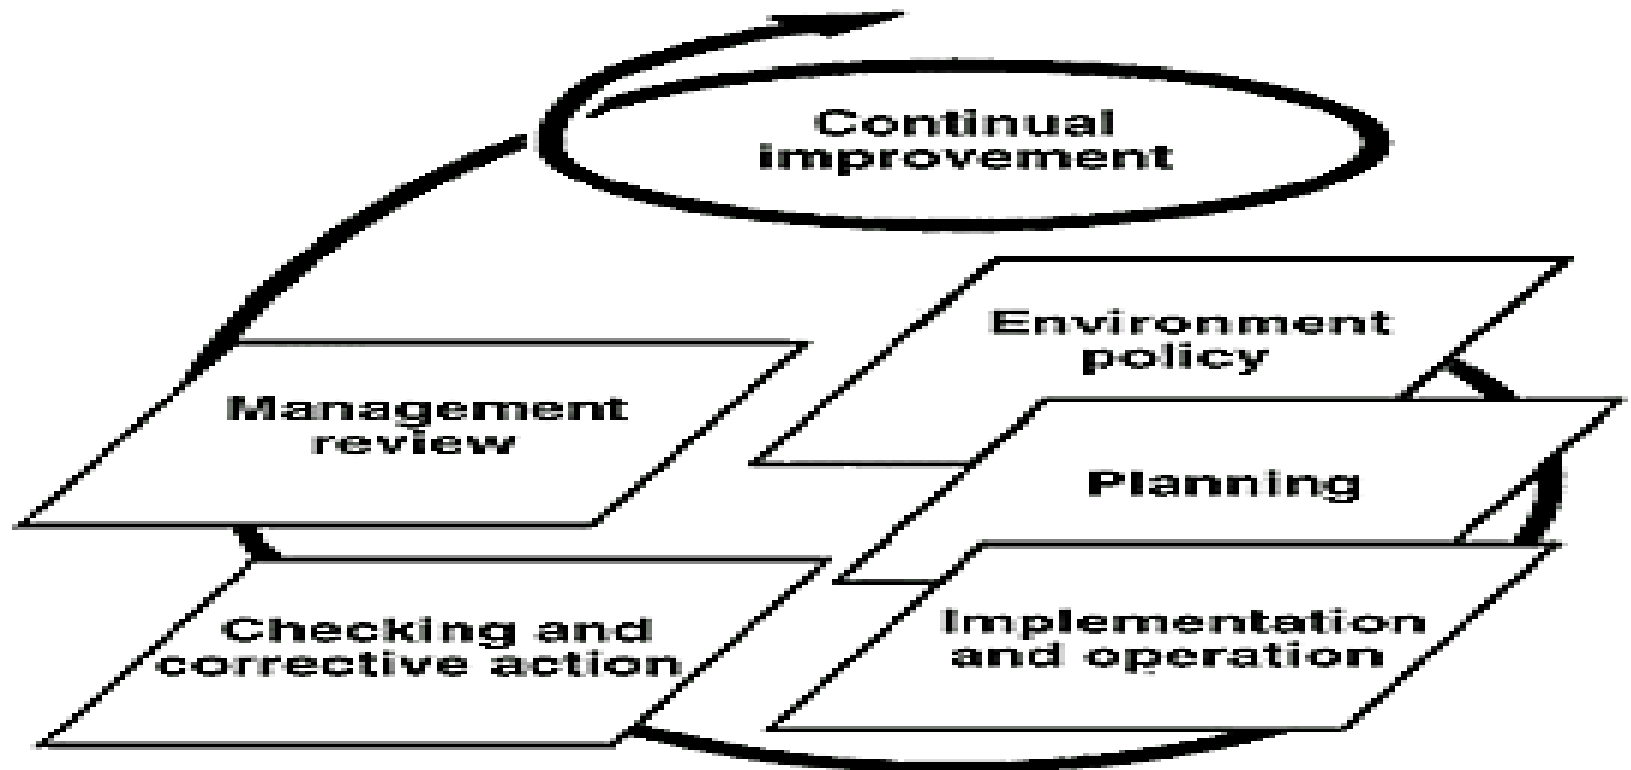 Continual
improvement
Environment
policy
Management
review
Planning
Implementation
and operation
Checking and
corrective action